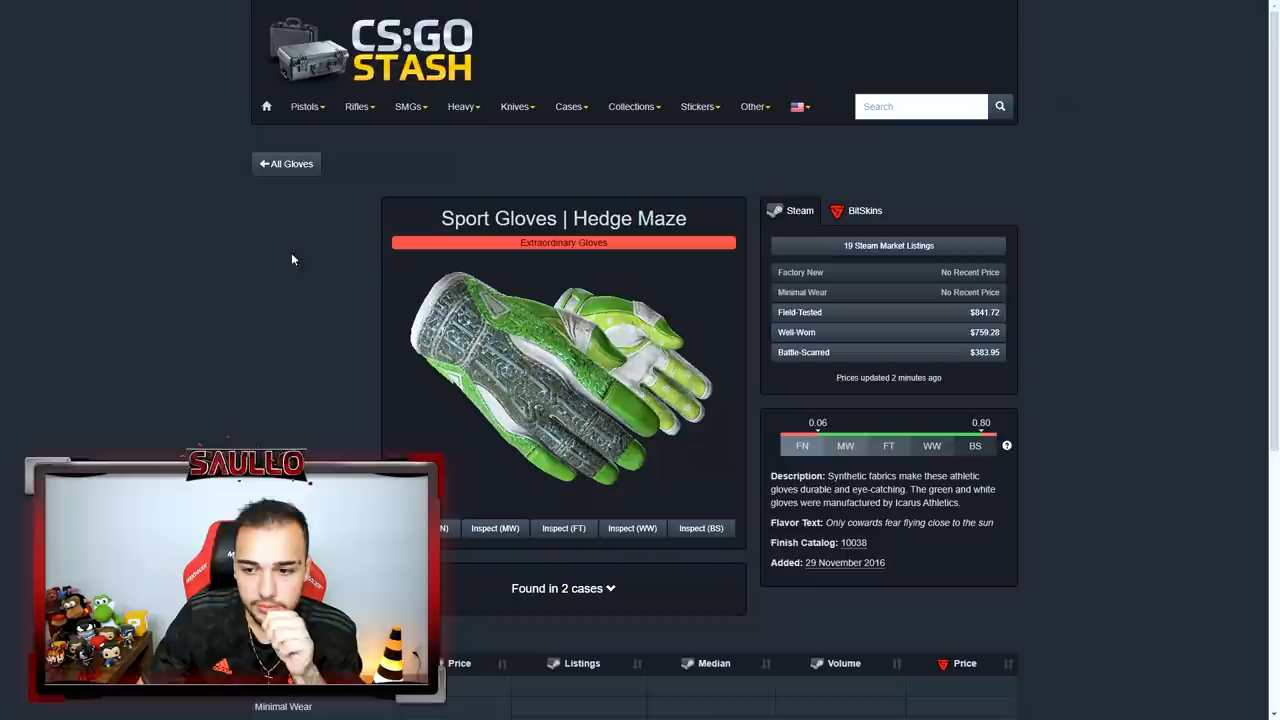 CS:GO
STASH
Pistols
Rifles
SMGs
Heavy
Knives
Cases
Collections
Stickers
Other
Search
All Gloves
Sport Gloves | Hedge Maze
Extraordinary Gloves
N)
Inspect (MW)
Inspect (FT)
Inspect (WW)
Inspect (BS)
Found in 2 cases
Steam
BitSkins
19 Steam Market Listings
Factory New No Recent Price
Minimal Wear No Recent Price
Field-Tested $841.72
Well-Worn $759.28
Battle-Scarred $383.95
Prices updated 2 minutes ago
0.06 0.80
FN MW FT WW BS
Description: Synthetic fabrics make these athletic
gloves durable and eye-catching. The green and white
gloves were manufactured by Icarus Athletics.
Flavor Text: Only cowards fear flying close to the sun
Finish Catalog: 10038
Added: 29 November 2016
Price Listings Median Volume Price
Minimal Wear
SAULLO